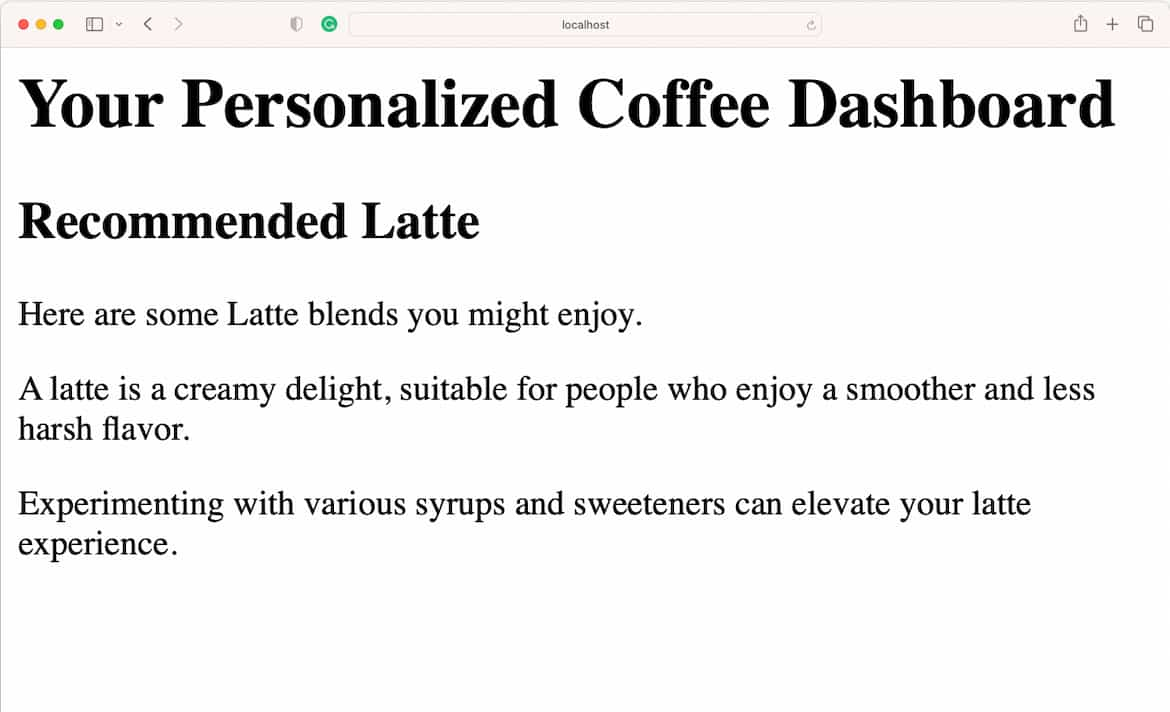 localhost
Your Personalized Coffee Dashboard
Recommended Latte
Here are some Latte blends you might enjoy.
A latte is a creamy delight, suitable for people who enjoy a smoother and less
harsh flavor.
Experimenting with various syrups and sweeteners can elevate your latte
experience.